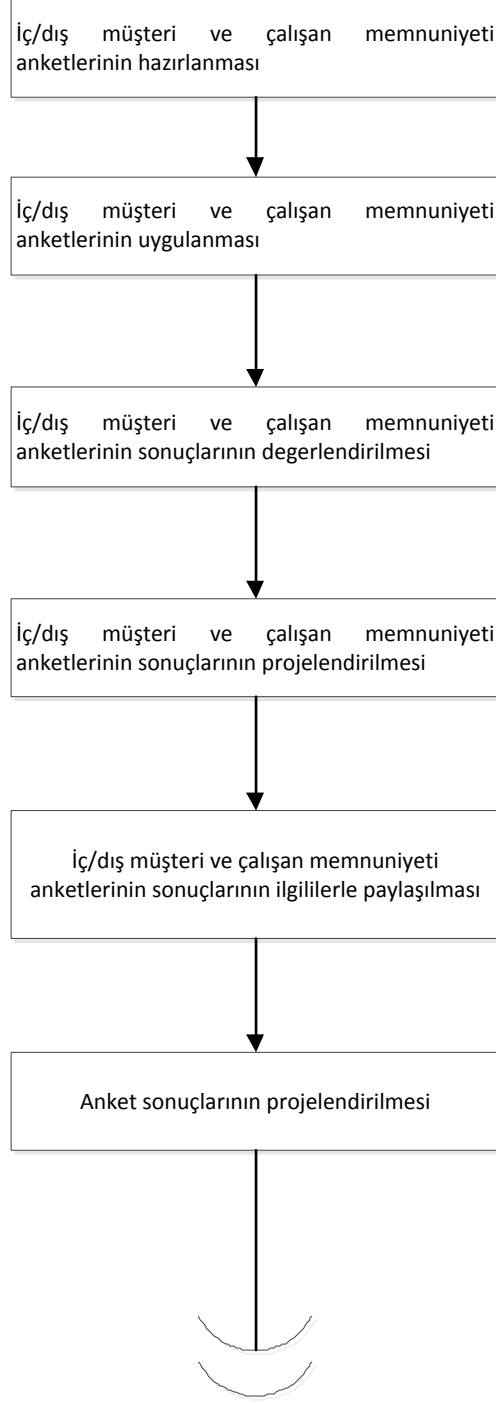 İç/dış müşteri ve çalışan memnuniyeti
anketlerinin hazırlanması
İç/dış müşteri ve çalışan memnuniyeti
anketlerinin uygulanması
İç/dış müşteri ve çalışan memnuniyeti
anketlerinin sonuçlarının degerlendirilmesi
İç/dış müşteri ve çalışan memnuniyeti
anketlerinin sonuçlarının projelendirilmesi
İç/dış müşteri ve çalışan memnuniyeti
anketlerinin sonuçlarının ilgililerle paylaşılması
Anket sonuçlarının projelendirilmesi